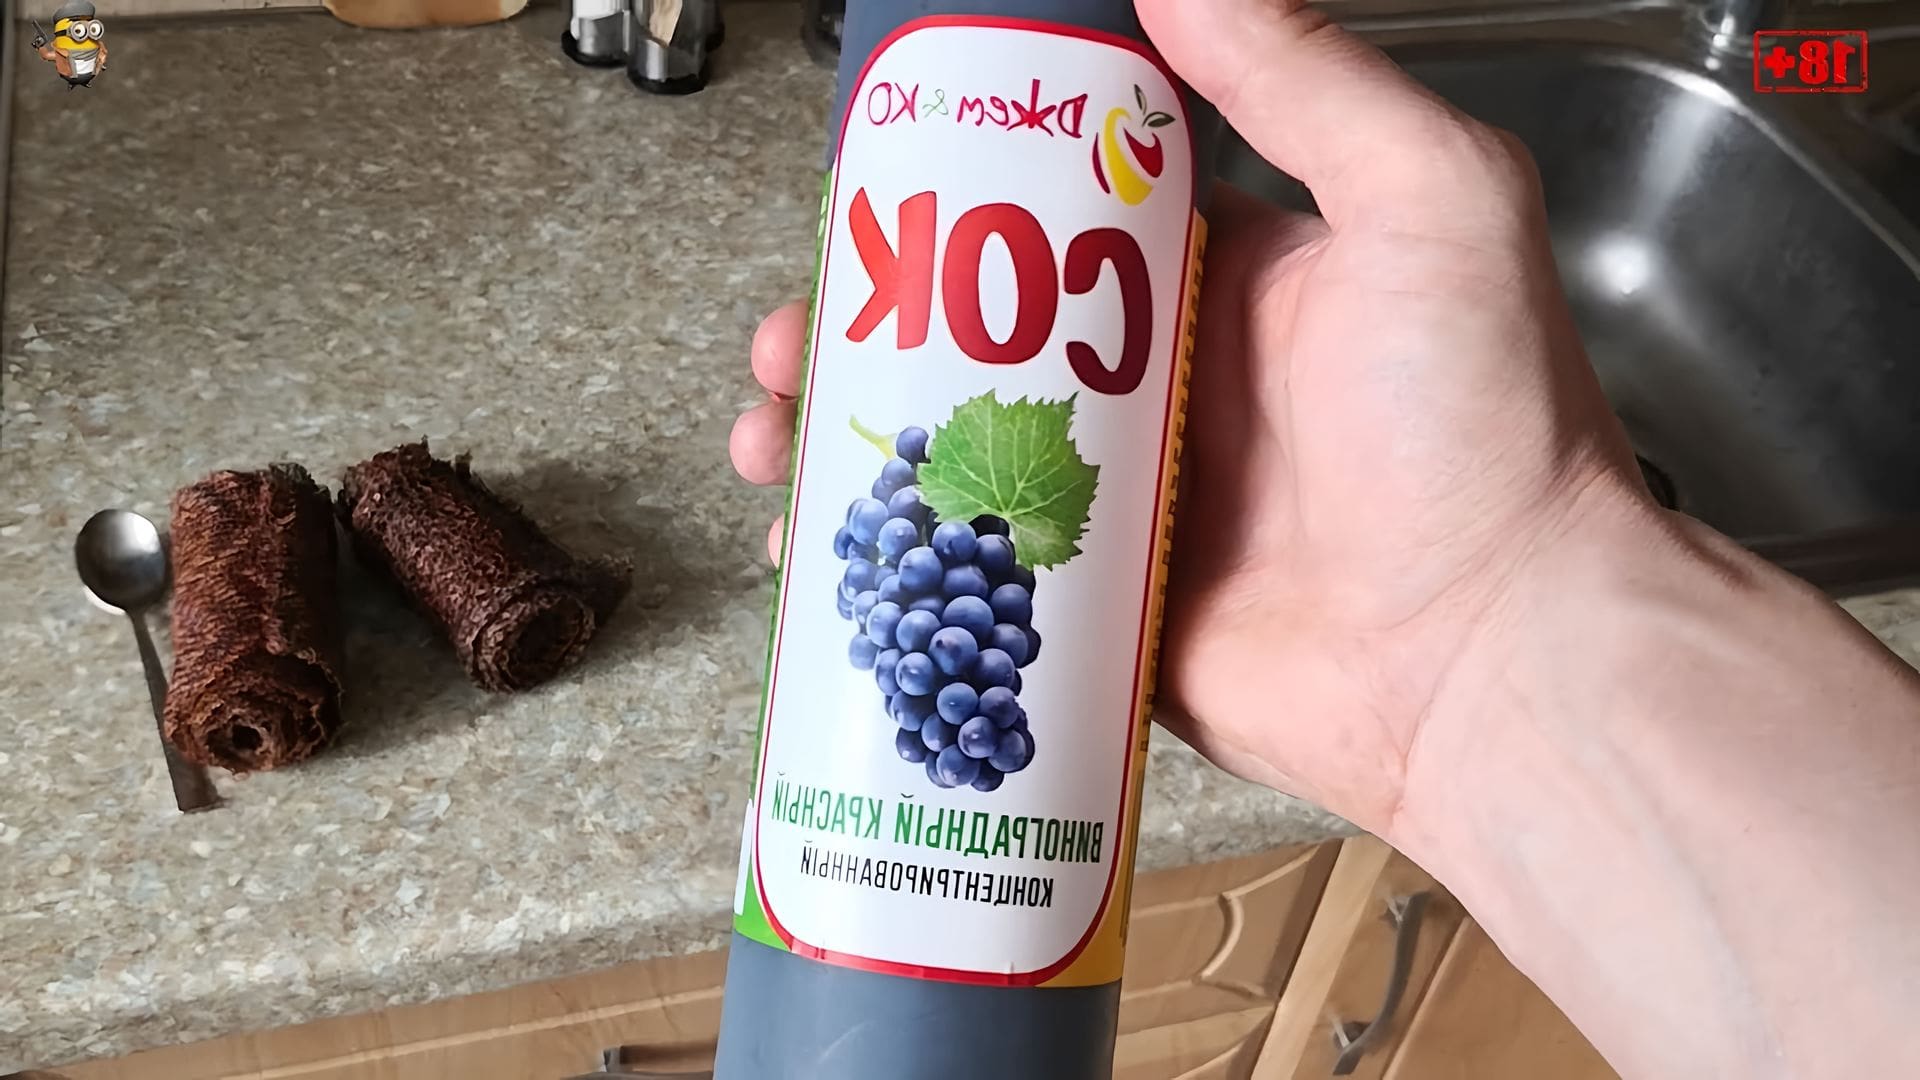 18+
Джем & КО
СОК
ВИНОГРАДНЫЙ КРАСНЫЙ
КОНЦЕНТРИРОВАННЫЙ